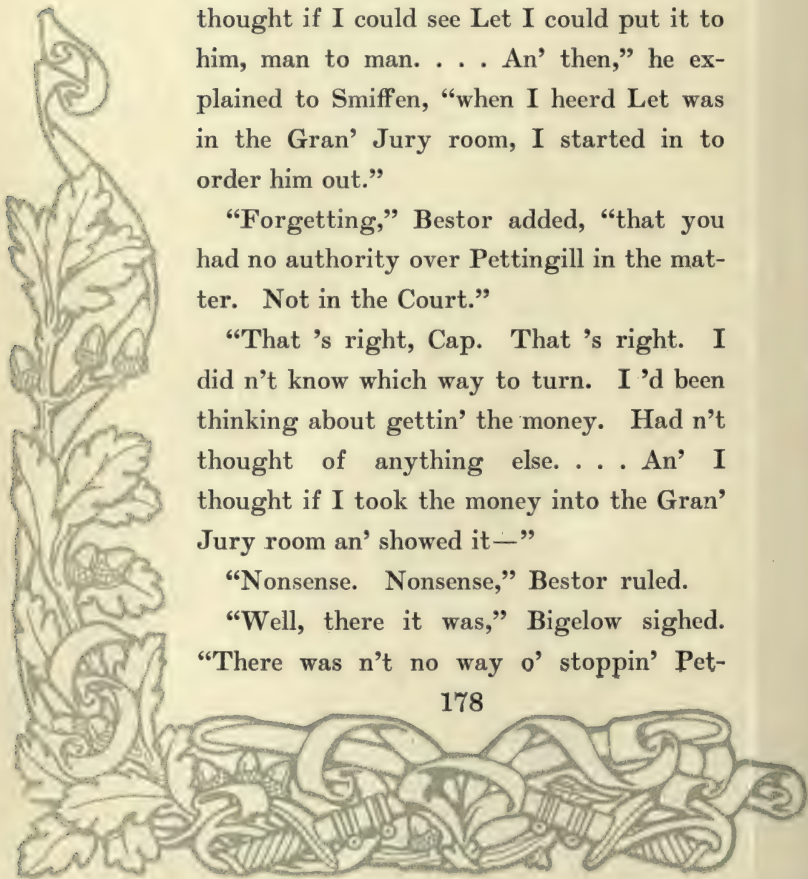 thought if I could see Let I could put it to
him, man to man. . . . An' then," he ex-
plained to Smiffen, "when I heerd Let was
in the Gran' Jury room, I started in to
order him out."
"Forgetting," Bestor added, "that you
had no authority over Pettingill in the mat-
ter. Not in the Court."
"That 's right, Cap. That 's right. I
did n't know which way to turn. I 'd been
thinking about gettin' the money. Had n't
thought of anything else. . . . An' I
thought if I took the money into the Gran'
Jury room an' showed it—"
"Nonsense. Nonsense," Bestor ruled.
"Well, there it was," Bigelow sighed.
"There was n't no way o' stoppin' Pet-
178